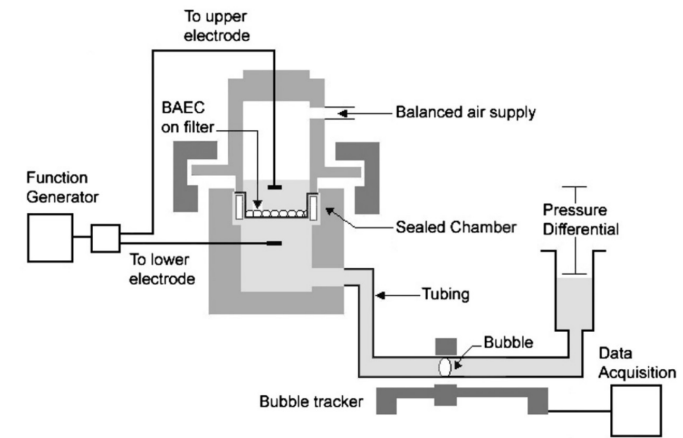 To upper
electrode
BAEC
on filter
Balanced air supply
Function
Generator
Pressure
Differential
Sealed Chamber
To lower
electrode
Tubing
Bubble
Data
Acquisition
Bubble tracker